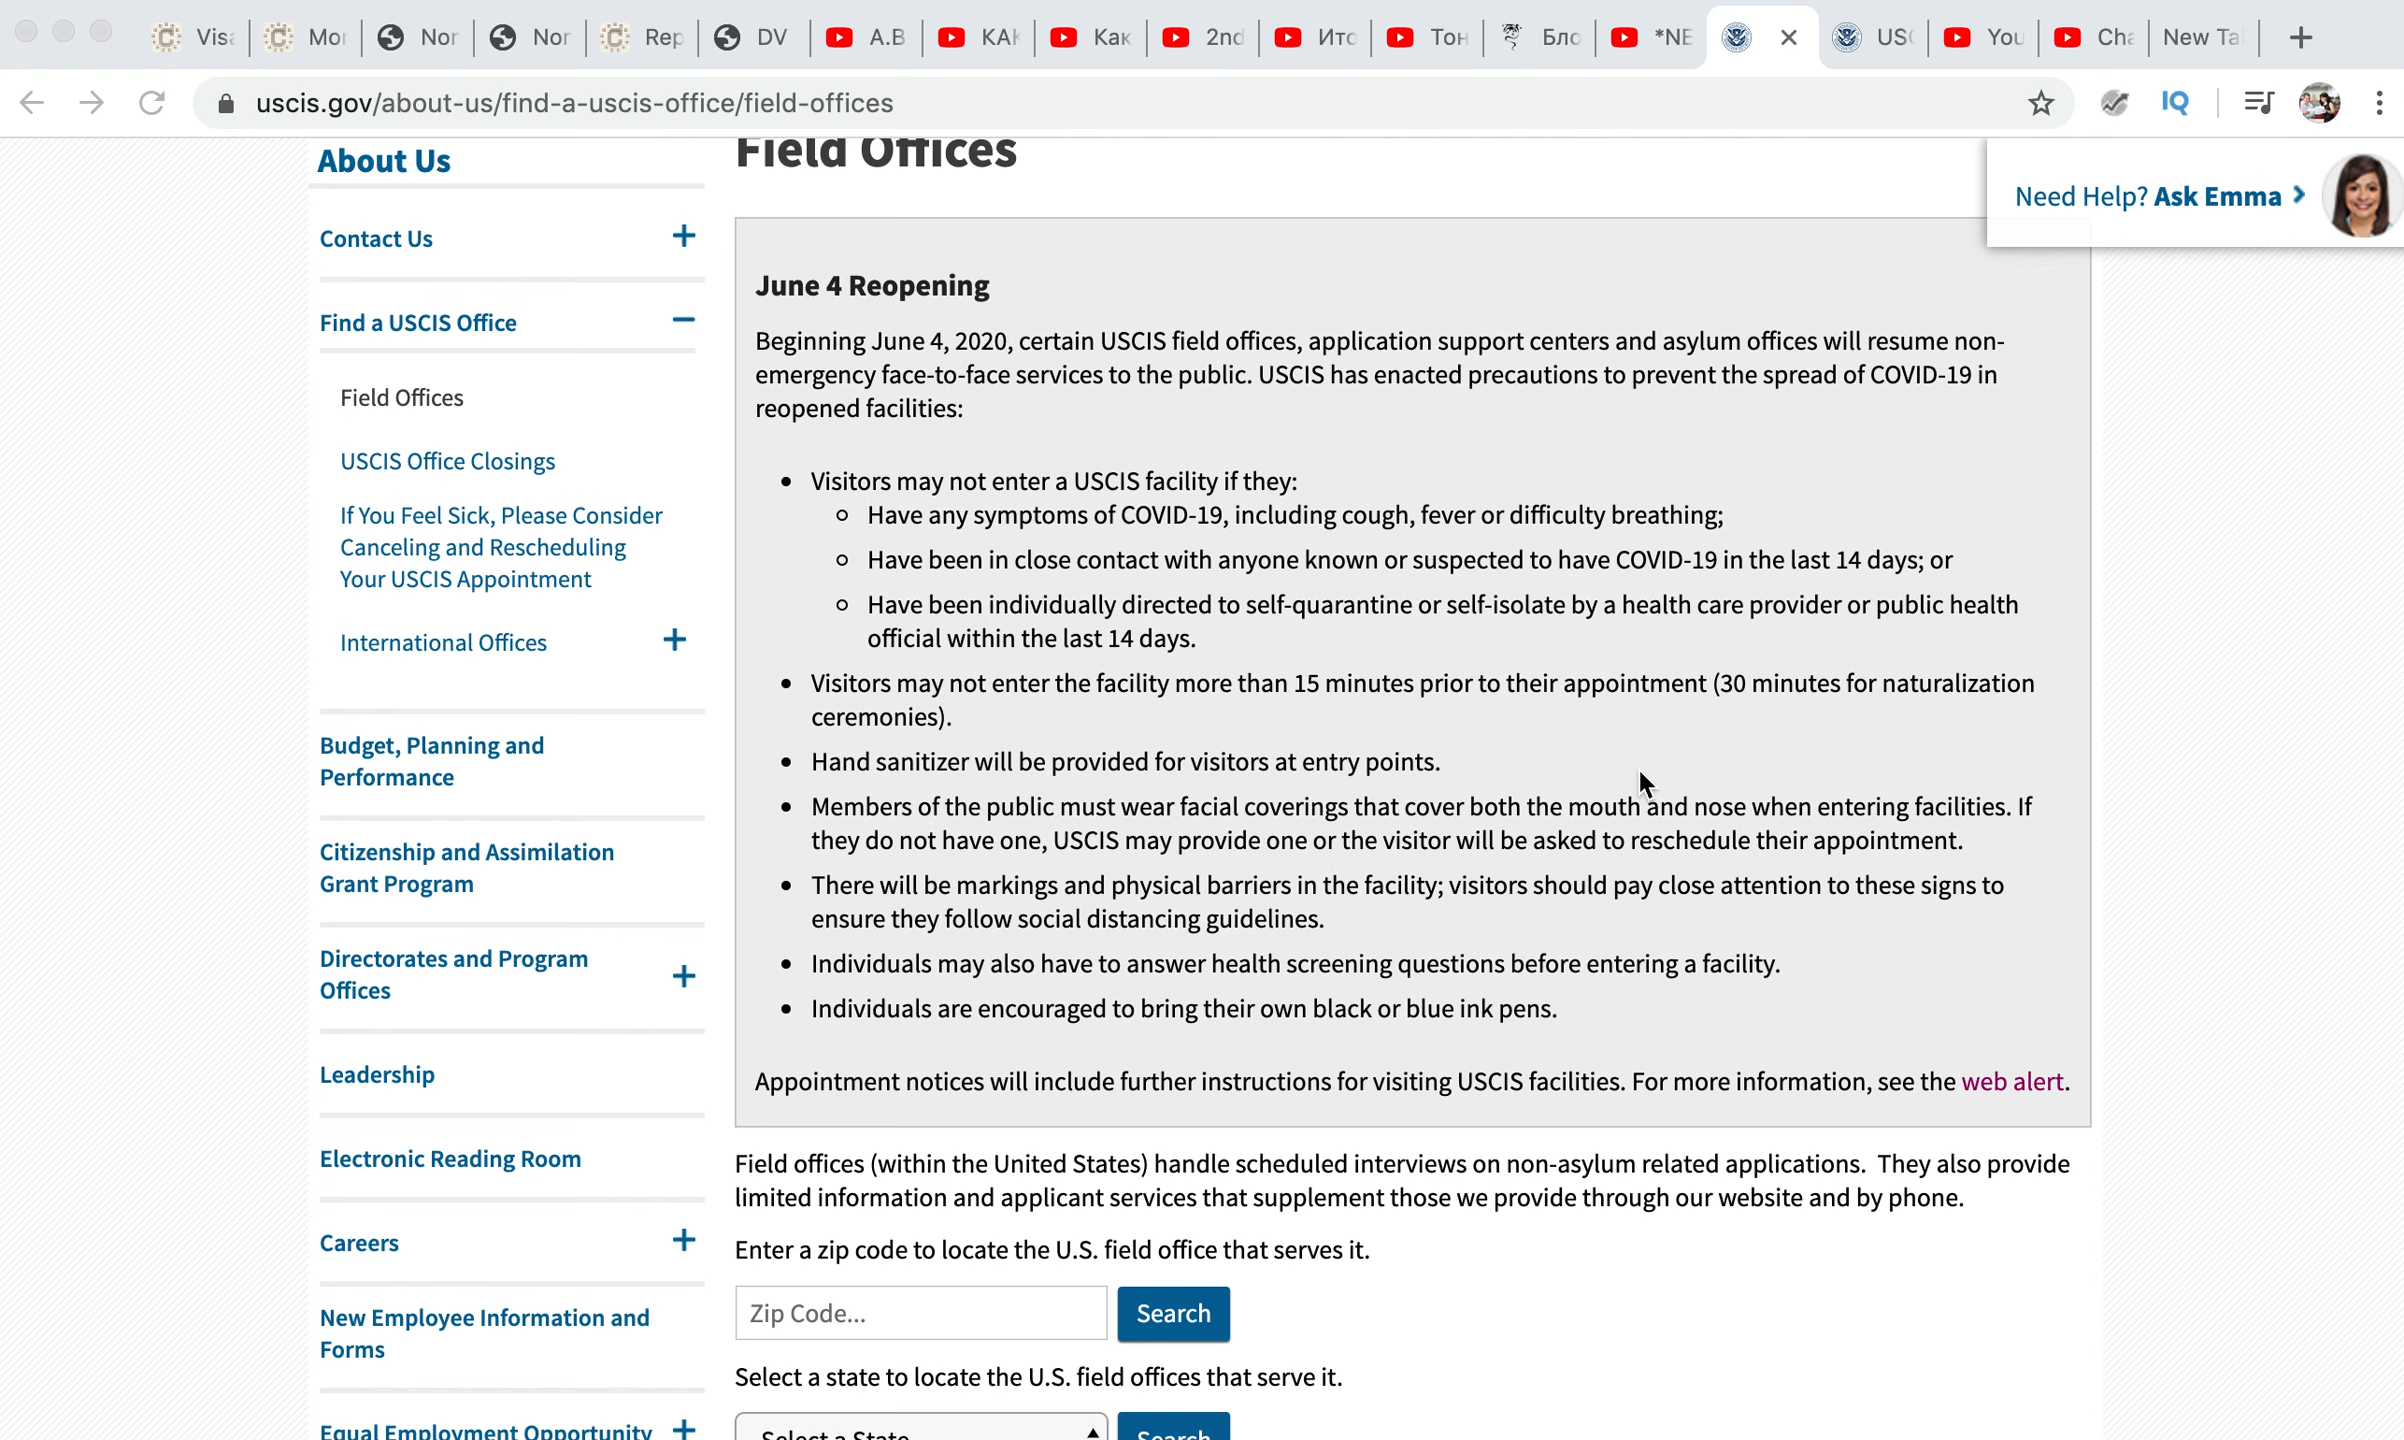 Visa
Mor
Nor
Nor
Rep
DV
A.B
КАК
Как
2nd
Ито
Тон
Бло
*NE
USC
You
Cha
New Ta
uscis.gov/about-us/find-a-uscis-office/field-offices
IQ
Need Help? Ask Emma
About Us
Contact Us
Find a USCIS Office
Field Offices
USCIS Office Closings
If You Feel Sick, Please Consider
Canceling and Rescheduling
Your USCIS Appointment
International Offices
Budget, Planning and
Performance
Citizenship and Assimilation
Grant Program
Directorates and Program
Offices
Leadership
Electronic Reading Room
Careers
New Employee Information and
Forms
Equal Employment Opportunity
Field Offices
June 4 Reopening
Beginning June 4, 2020, certain USCIS field offices, application support centers and asylum offices will resume non-
emergency face-to-face services to the public. USCIS has enacted precautions to prevent the spread of COVID-19 in
reopened facilities:
Visitors may not enter a USCIS facility if they:
Have any symptoms of COVID-19, including cough, fever or difficulty breathing;
Have been in close contact with anyone known or suspected to have COVID-19 in the last 14 days; or
Have been individually directed to self-quarantine or self-isolate by a health care provider or public health
official within the last 14 days.
Visitors may not enter the facility more than 15 minutes prior to their appointment (30 minutes for naturalization
ceremonies).
Hand sanitizer will be provided for visitors at entry points.
Members of the public must wear facial coverings that cover both the mouth and nose when entering facilities. If
they do not have one, USCIS may provide one or the visitor will be asked to reschedule their appointment.
There will be markings and physical barriers in the facility; visitors should pay close attention to these signs to
ensure they follow social distancing guidelines.
Individuals may also have to answer health screening questions before entering a facility.
Individuals are encouraged to bring their own black or blue ink pens.
Appointment notices will include further instructions for visiting USCIS facilities. For more information, see the web alert.
Field offices (within the United States) handle scheduled interviews on non-asylum related applications.  They also provide
limited information and applicant services that supplement those we provide through our website and by phone.
Enter a zip code to locate the U.S. field office that serves it.
Zip Code...
Search
Select a state to locate the U.S. field offices that serve it.
Select a State
Search